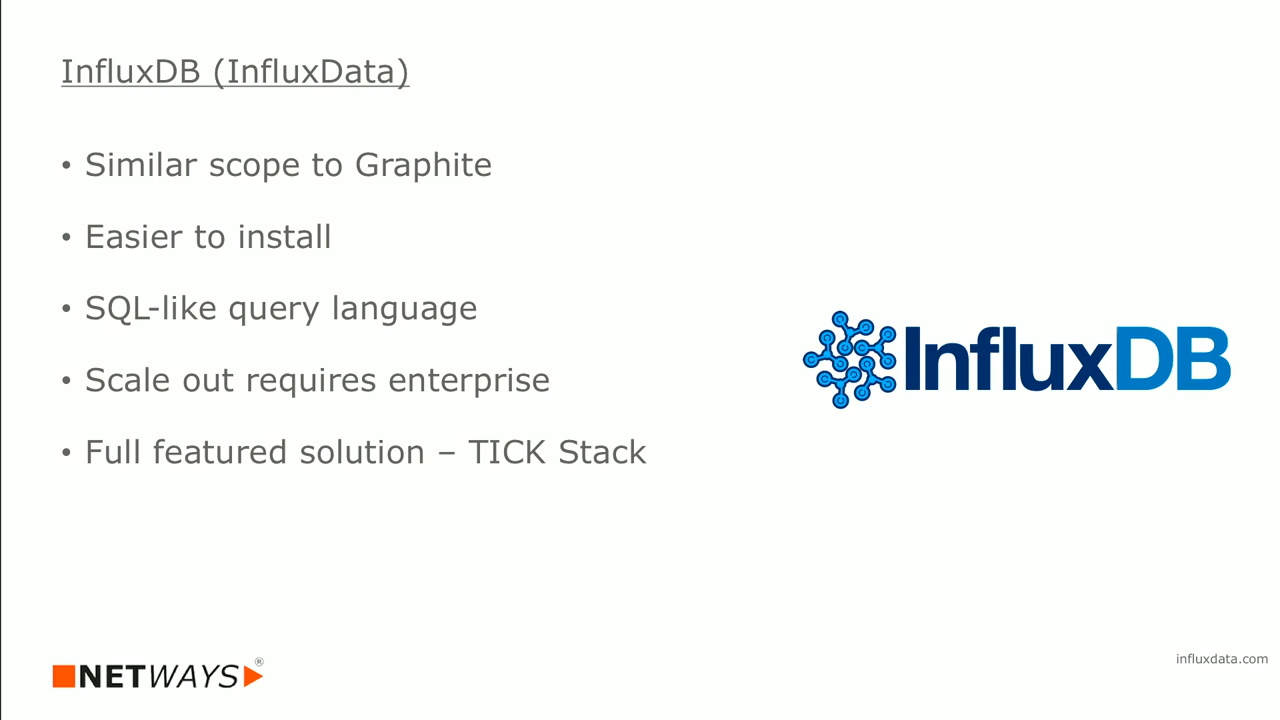 InfluxDB (InfluxData)
• Similar scope to Graphite
• Easier to install
• SQL-like query language
• Scale out requires enterprise
• Full featured solution – TICK Stack
InfluxDB
NETWAYS®
influxdata.com